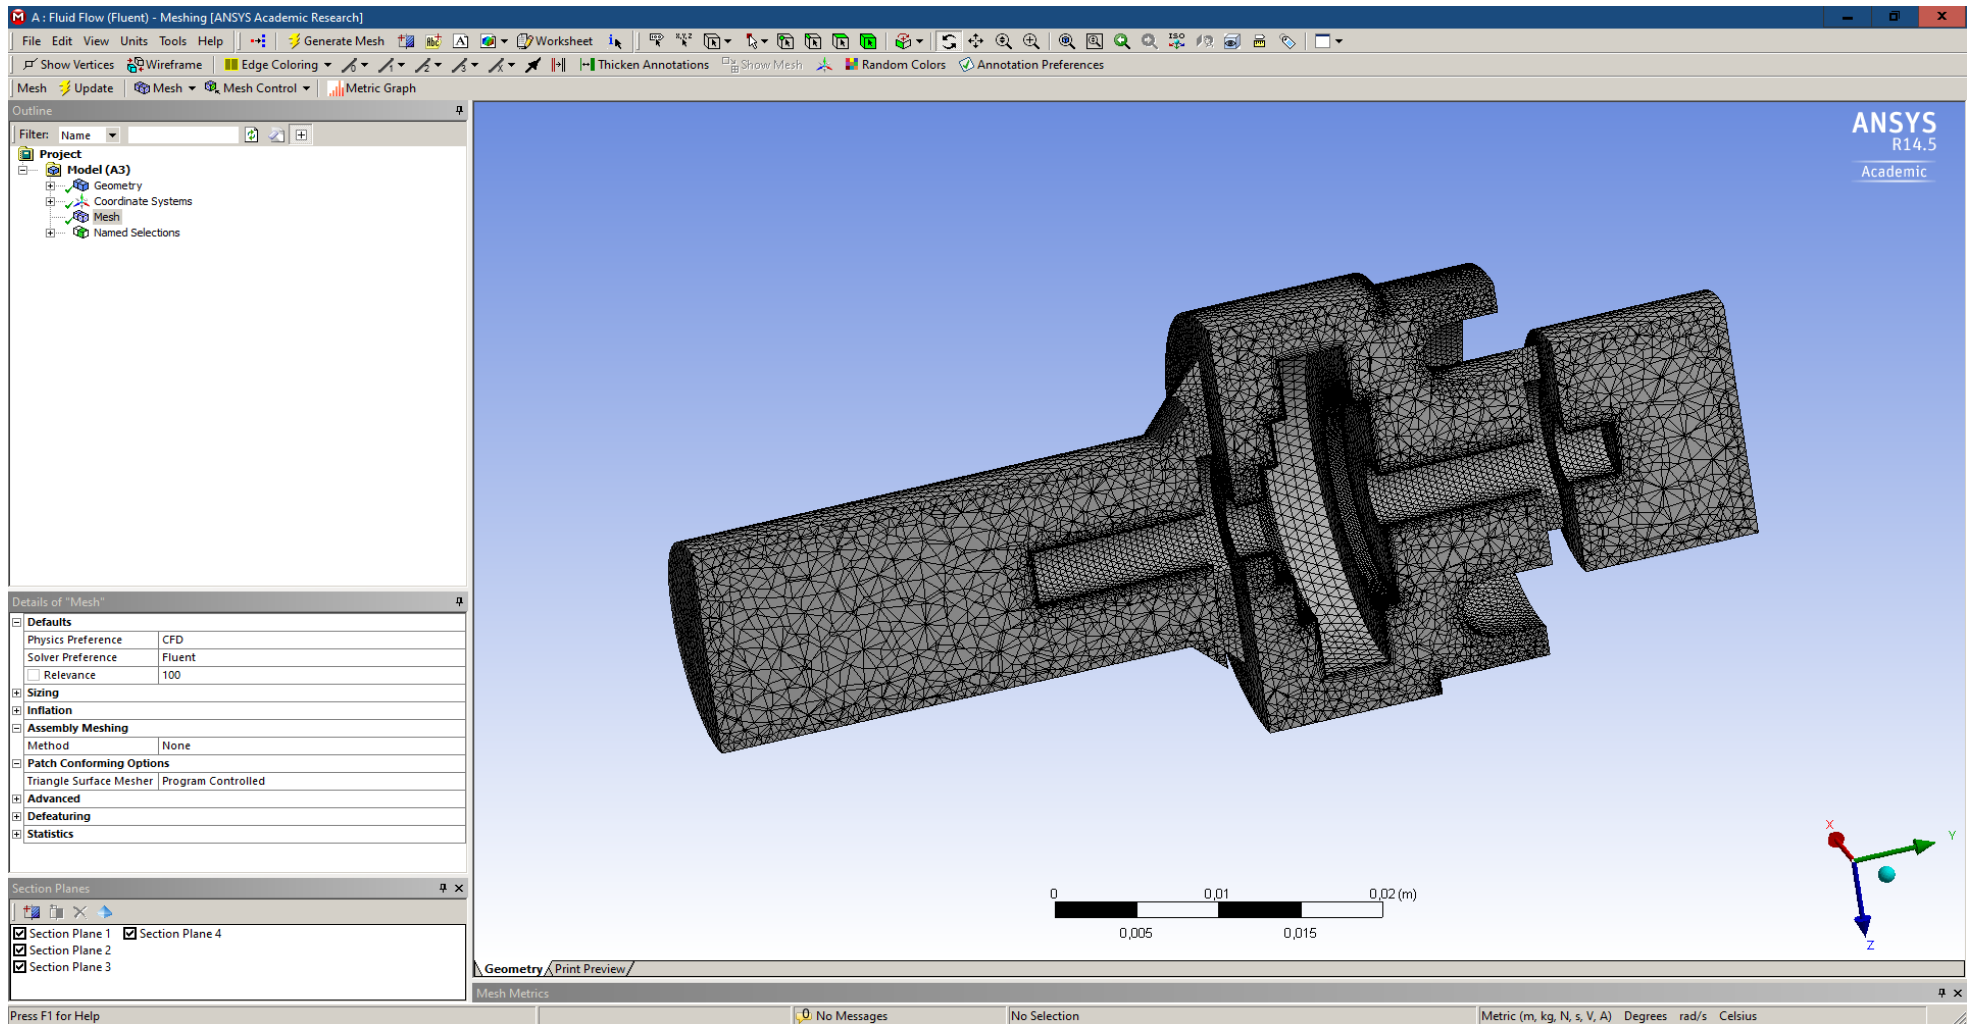 A : Fluid Flow (Fluent) - Meshing [ANSYS Academic Research]
File Edit View Units Tools Help Generate Mesh Worksheet
Show Vertices Wireframe Edge Coloring Thicken Annotations Show Mesh Random Colors Annotation Preferences
Mesh Update Mesh Mesh Control Metric Graph
Outline
Filter: Name
Project
Model (A3)
Geometry
Coordinate Systems
Mesh
Named Selections
Details of "Mesh"
Defaults
Physics Preference CFD
Solver Preference Fluent
Relevance 100
Sizing
Inflation
Assembly Meshing
Method None
Patch Conforming Options
Triangle Surface Mesher Program Controlled
Advanced
Defeaturing
Statistics
Section Planes
Section Plane 1 Section Plane 4
Section Plane 2
Section Plane 3
ANSYS
R14.5
Academic
0 0,01 0,02 (m)
0,005 0,015
X
Y
Z
Geometry Print Preview
Mesh Metrics
Press F1 for Help 0 No Messages No Selection Metric (m, kg, N, s, V, A) Degrees rad/s Celsius